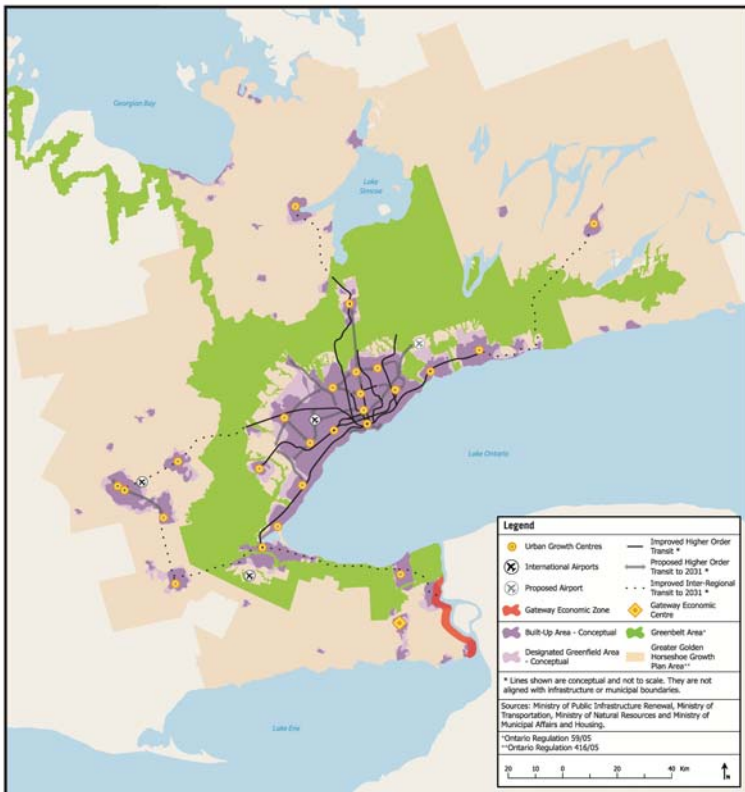 Georgian Bay
Lake
Simcoe
Lake Ontario
Lake Erie
Legend
Urban Growth Centres
International Airports
Proposed Airport
Gateway Economic Zone
Built-Up Area - Conceptual
Designated Greenfield Area
- Conceptual
Improved Higher Order
Transit *
Proposed Higher Order
Transit to 2031 *
Improved Inter-Regional
Transit to 2031 *
Gateway Economic
Centre
Greenbelt Area⁺
Greater Golden
Horseshoe Growth
Plan Area⁺⁺
* Lines shown are conceptual and not to scale. They are not
aligned with infrastructure or municipal boundaries.
Sources: Ministry of Public Infrastructure Renewal, Ministry of
Transportation, Ministry of Natural Resources and Ministry of
Municipal Affairs and Housing.
⁺Ontario Regulation 59/05
⁺⁺Ontario Regulation 416/05
20 10 0 20 40 Km
N